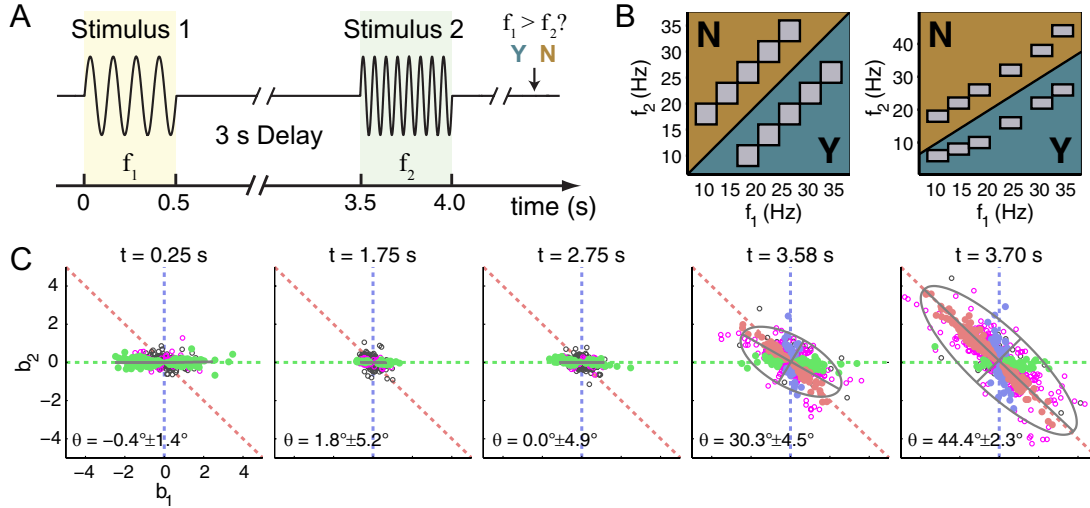 A
Stimulus 1
Stimulus 2
f₁ > f₂?
Y N
3 s Delay
f₁
f₂
0
0.5
3.5
4.0
time (s)
B
N
Y
f₂ (Hz)
35
30
25
20
15
10
10 15 20 25 30 35
f₁ (Hz)
N
Y
f₂ (Hz)
40
30
20
10
10 15 20 25 30 35
f₁ (Hz)
C
t = 0.25 s
t = 1.75 s
t = 2.75 s
t = 3.58 s
t = 3.70 s
b₂
4
2
0
−2
−4
θ = −0.4°±1.4°
θ = 1.8°±5.2°
θ = 0.0°±4.9°
θ = 30.3°±4.5°
θ = 44.4°±2.3°
−4 −2 0 2 4
b₁